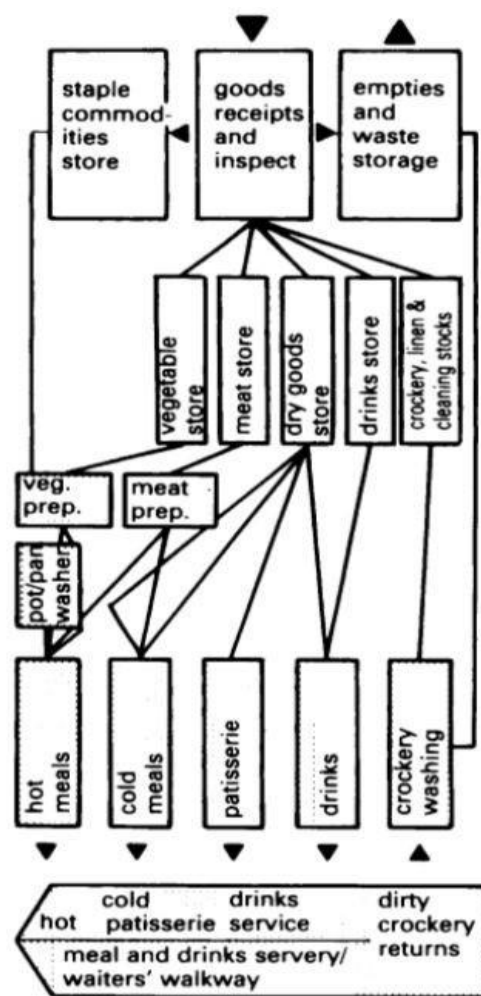 staple
commod-
ities
store
goods
receipts
and
inspect
empties
and
waste
storage
vegetable
store
meat store
dry goods
store
drinks store
crockery, linen &
cleaning stocks
veg.
prep.
meat
prep.
pot/pan
washer
hot
meals
cold
meals
patisserie
drinks
crockery
washing
cold drinks dirty
hot patisserie service crockery
returns
meal and drinks servery/
waiters' walkway